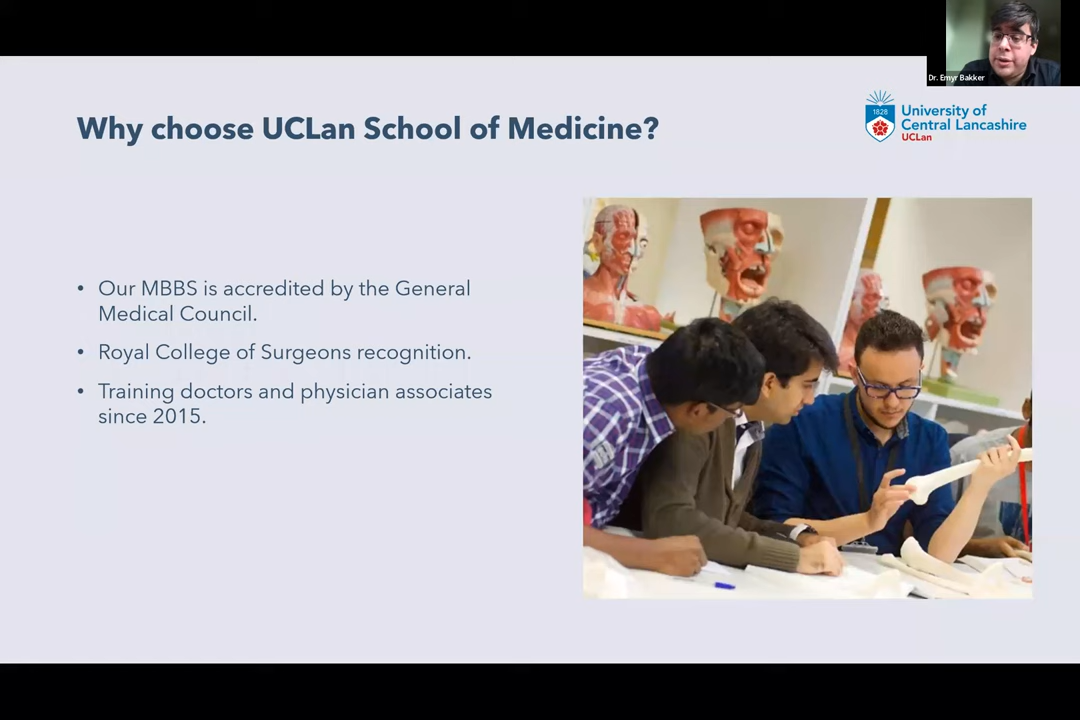 Dr. Emyr Bakker
Why choose UCLan School of Medicine?
1828
University of
Central Lancashire
UCLan
• Our MBBS is accredited by the General
Medical Council.
• Royal College of Surgeons recognition.
• Training doctors and physician associates
since 2015.